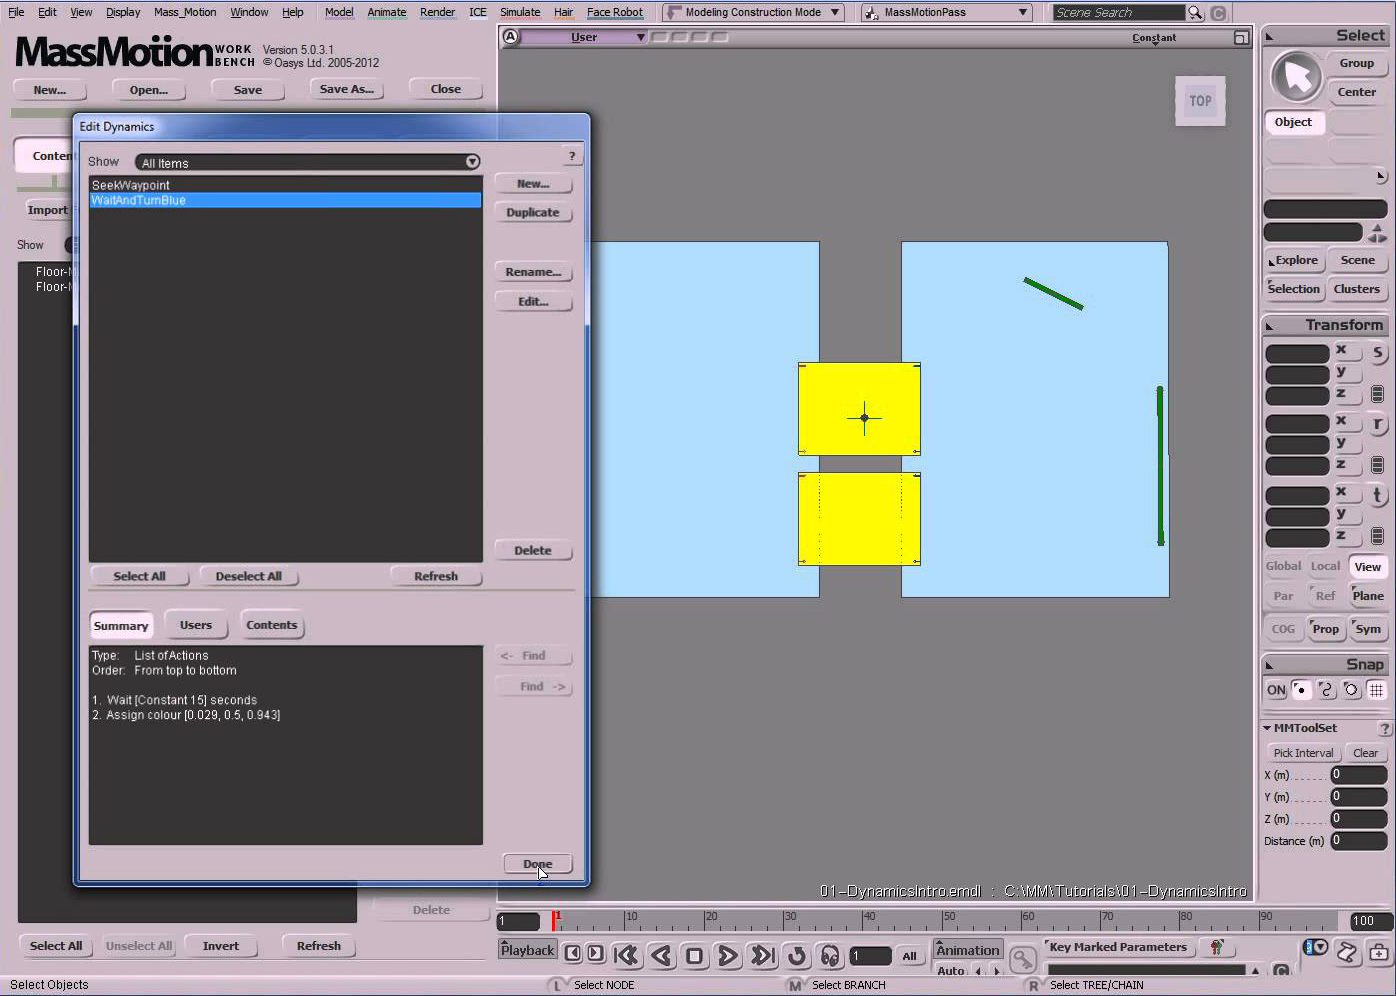 File Edit View Display Mass_Motion Window Help Model Animate Render ICE Simulate Hair Face Robot Modeling Construction Mode MassMotionPass Scene Search
MassMotion WORK BENCH
Version 5.0.3.1
© Oasys Ltd. 2005-2012
New... Open... Save Save As... Close
Import
Show
Edit Dynamics
Show All Items ?
SeekWaypoint
WaitAndTurnBlue
New...
Duplicate
Rename...
Edit...
Delete
Select All Deselect All Refresh
Summary Users Contents
Type: List of Actions
Order: From top to bottom
1. Wait [Constant 15] seconds
2. Assign colour [0.029, 0.5, 0.943]
<- Find
Find ->
Done
Delete
Select All Unselect All Invert Refresh
A User Constant
TOP
01-DynamicsIntro.emdl : C:\MM\Tutorials\01-DynamicsIntro
Select
Group
Center
Object
Explore Scene
Selection Clusters
Transform
x s
y
z
x r
y
z
x t
y
z
Global Local View
Par Ref Plane
COG Prop Sym
Snap
ON
MMToolSet ?
Pick Interval Clear
X (m) 0
Y (m) 0
Z (m) 0
Distance (m) 0
1 1 10 20 30 40 50 60 70 80 90 100
Playback 1 All Animation Key Marked Parameters
Auto
Select Objects L Select NODE M Select BRANCH R Select TREE/CHAIN